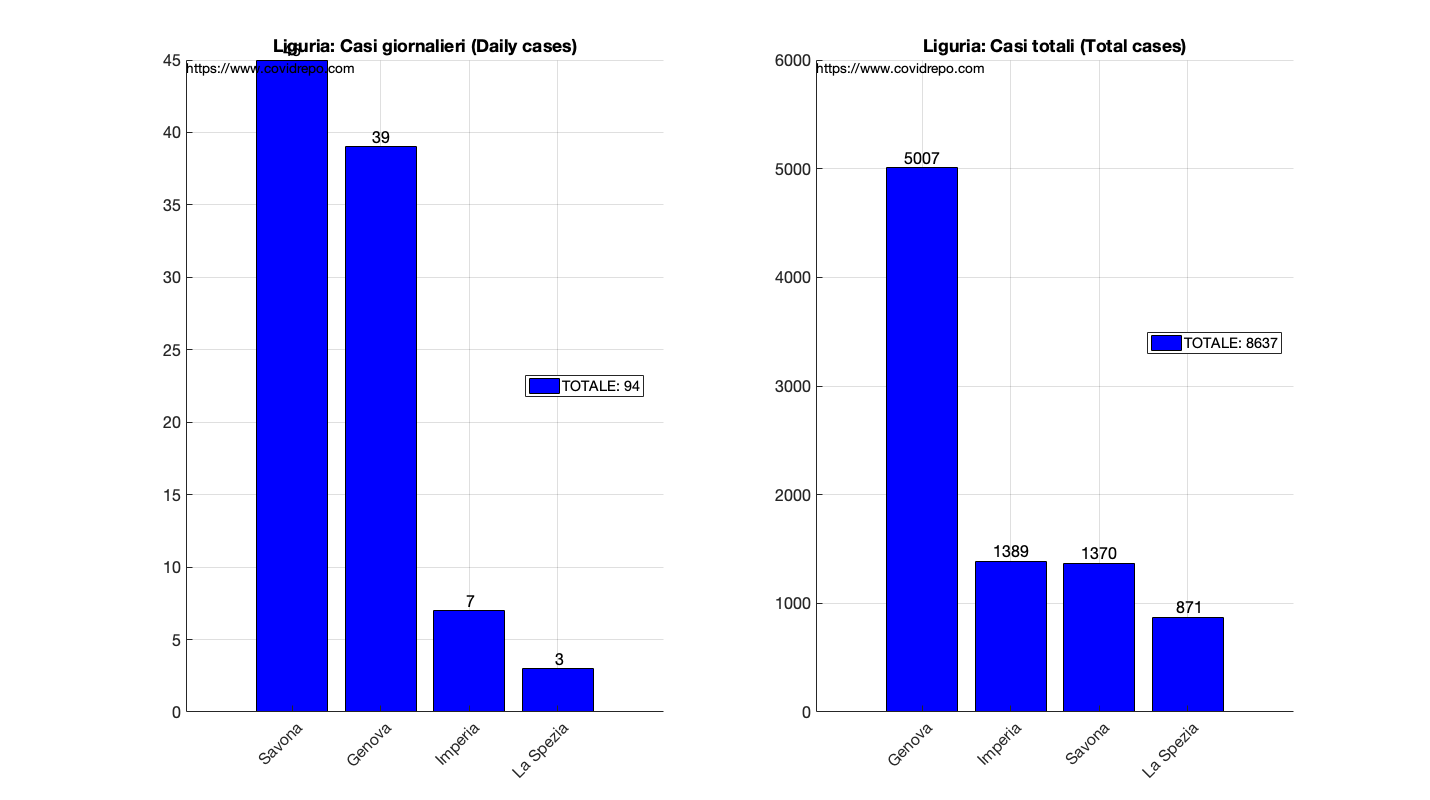 Liguria: Casi giornalieri (Daily cases)
45
https://www.covidrepo.com
45
40
35
30
25
20
15
10
5
0
39
7
3
TOTALE: 94
Savona
Genova
Imperia
La Spezia
Liguria: Casi totali (Total cases)
https://www.covidrepo.com
6000
5000
4000
3000
2000
1000
0
5007
1389
1370
871
TOTALE: 8637
Genova
Imperia
Savona
La Spezia